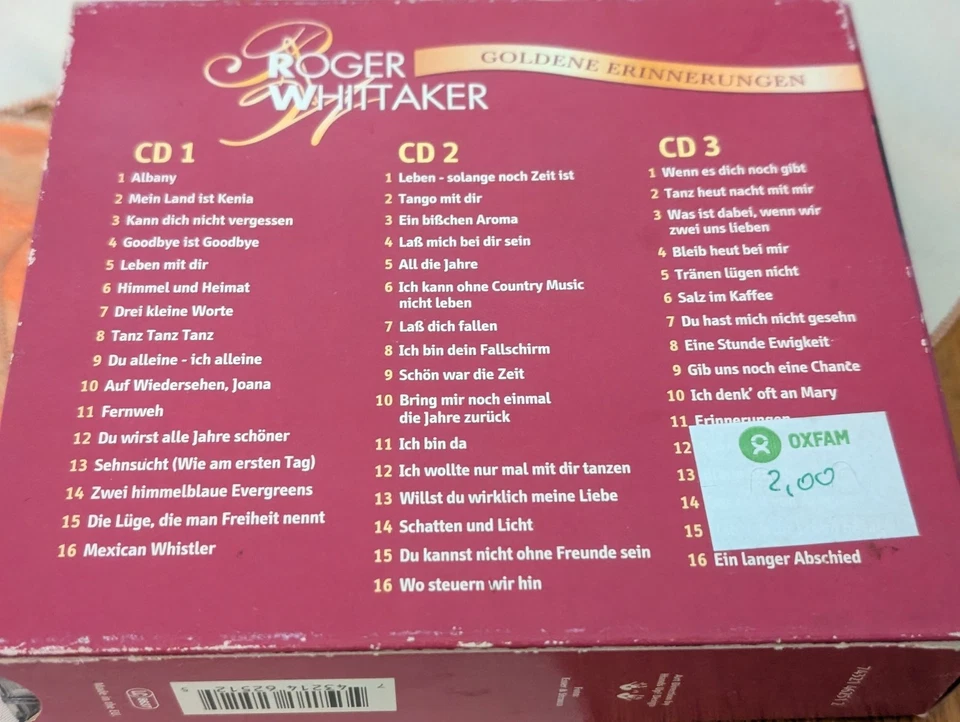 ROGER WHITTAKER
GOLDENE ERINNERUNGEN
CD 1
1 Albany
2 Mein Land ist Kenia
3 Kann dich nicht vergessen
4 Goodbye ist Goodbye
5 Leben mit dir
6 Himmel und Heimat
7 Drei kleine Worte
8 Tanz Tanz Tanz
9 Du alleine - ich alleine
10 Auf Wiedersehen, Joana
11 Fernweh
12 Du wirst alle Jahre schöner
13 Sehnsucht (Wie am ersten Tag)
14 Zwei himmelblaue Evergreens
15 Die Lüge, die man Freiheit nennt
16 Mexican Whistler
CD 2
1 Leben - solange noch Zeit ist
2 Tango mit dir
3 Ein bißchen Aroma
4 Laß mich bei dir sein
5 All die Jahre
6 Ich kann ohne Country Music
nicht leben
7 Laß dich fallen
8 Ich bin dein Fallschirm
9 Schön war die Zeit
10 Bring mir noch einmal
die Jahre zurück
11 Ich bin da
12 Ich wollte nur mal mit dir tanzen
13 Willst du wirklich meine Liebe
14 Schatten und Licht
15 Du kannst nicht ohne Freunde sein
16 Wo steuern wir hin
CD 3
1 Wenn es dich noch gibt
2 Tanz heut nacht mit mir
3 Was ist dabei, wenn wir
zwei uns lieben
4 Bleib heut bei mir
5 Tränen lügen nicht
6 Salz im Kaffee
7 Du hast mich nicht gesehn
8 Eine Stunde Ewigkeit
9 Gib uns noch eine Chance
10 Ich denk' oft an Mary
11 Erinnerungen
12
13
14
15
16 Ein langer Abschied
OXFAM
2,00
Made in the EU
7 43214 62512 5